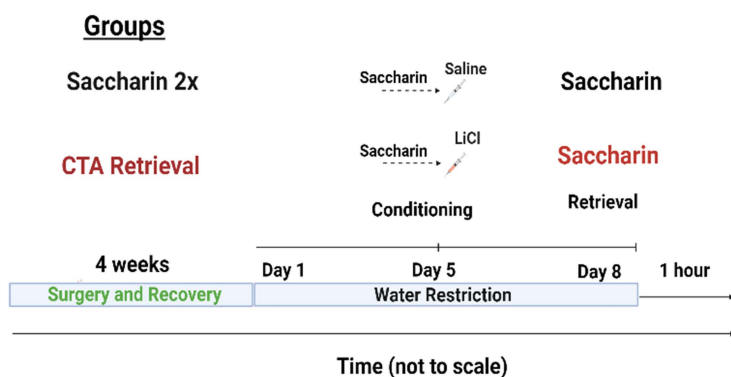 Groups
Saccharin 2x
Saccharin
Saline
Saccharin
CTA Retrieval
Saccharin
LiCl
Saccharin
Conditioning
Retrieval
4 weeks
Day 1
Day 5
Day 8
1 hour
Surgery and Recovery
Water Restriction
Time (not to scale)